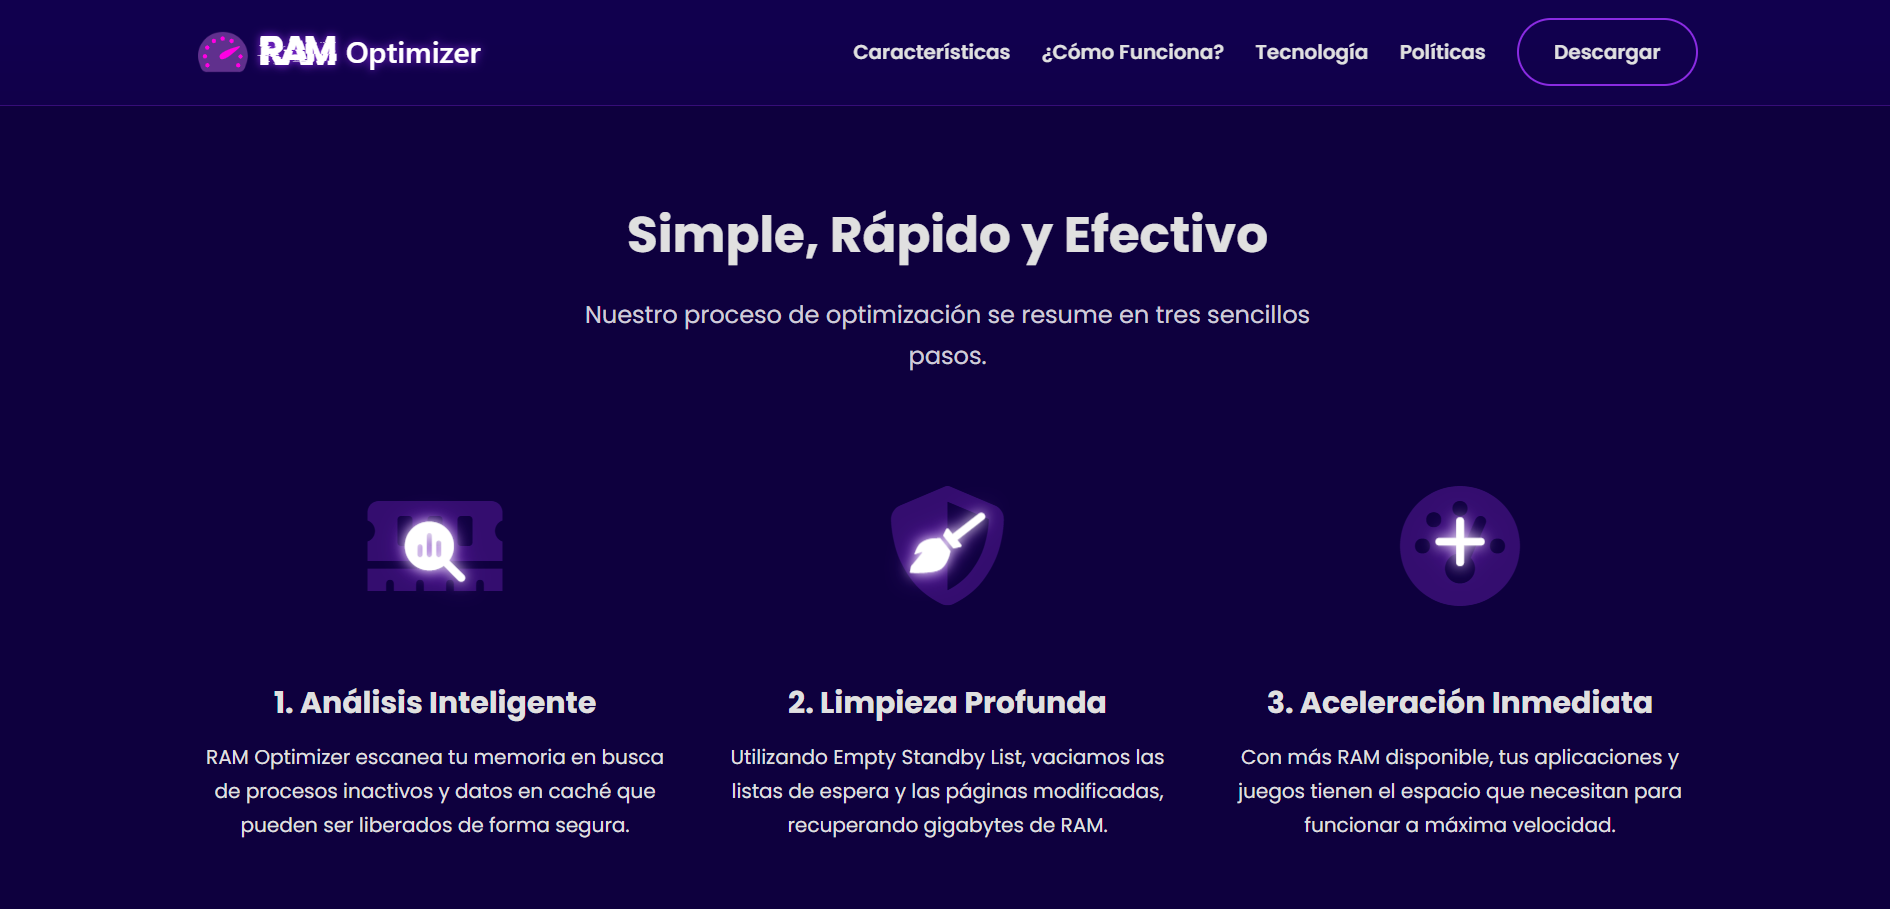 RAM Optimizer
Características ¿Cómo Funciona? Tecnología Políticas Descargar
Simple, Rápido y Efectivo
Nuestro proceso de optimización se resume en tres sencillos
pasos.
1. Análisis Inteligente
RAM Optimizer escanea tu memoria en busca
de procesos inactivos y datos en caché que
pueden ser liberados de forma segura.
2. Limpieza Profunda
Utilizando Empty Standby List, vaciamos las
listas de espera y las páginas modificadas,
recuperando gigabytes de RAM.
3. Aceleración Inmediata
Con más RAM disponible, tus aplicaciones y
juegos tienen el espacio que necesitan para
funcionar a máxima velocidad.